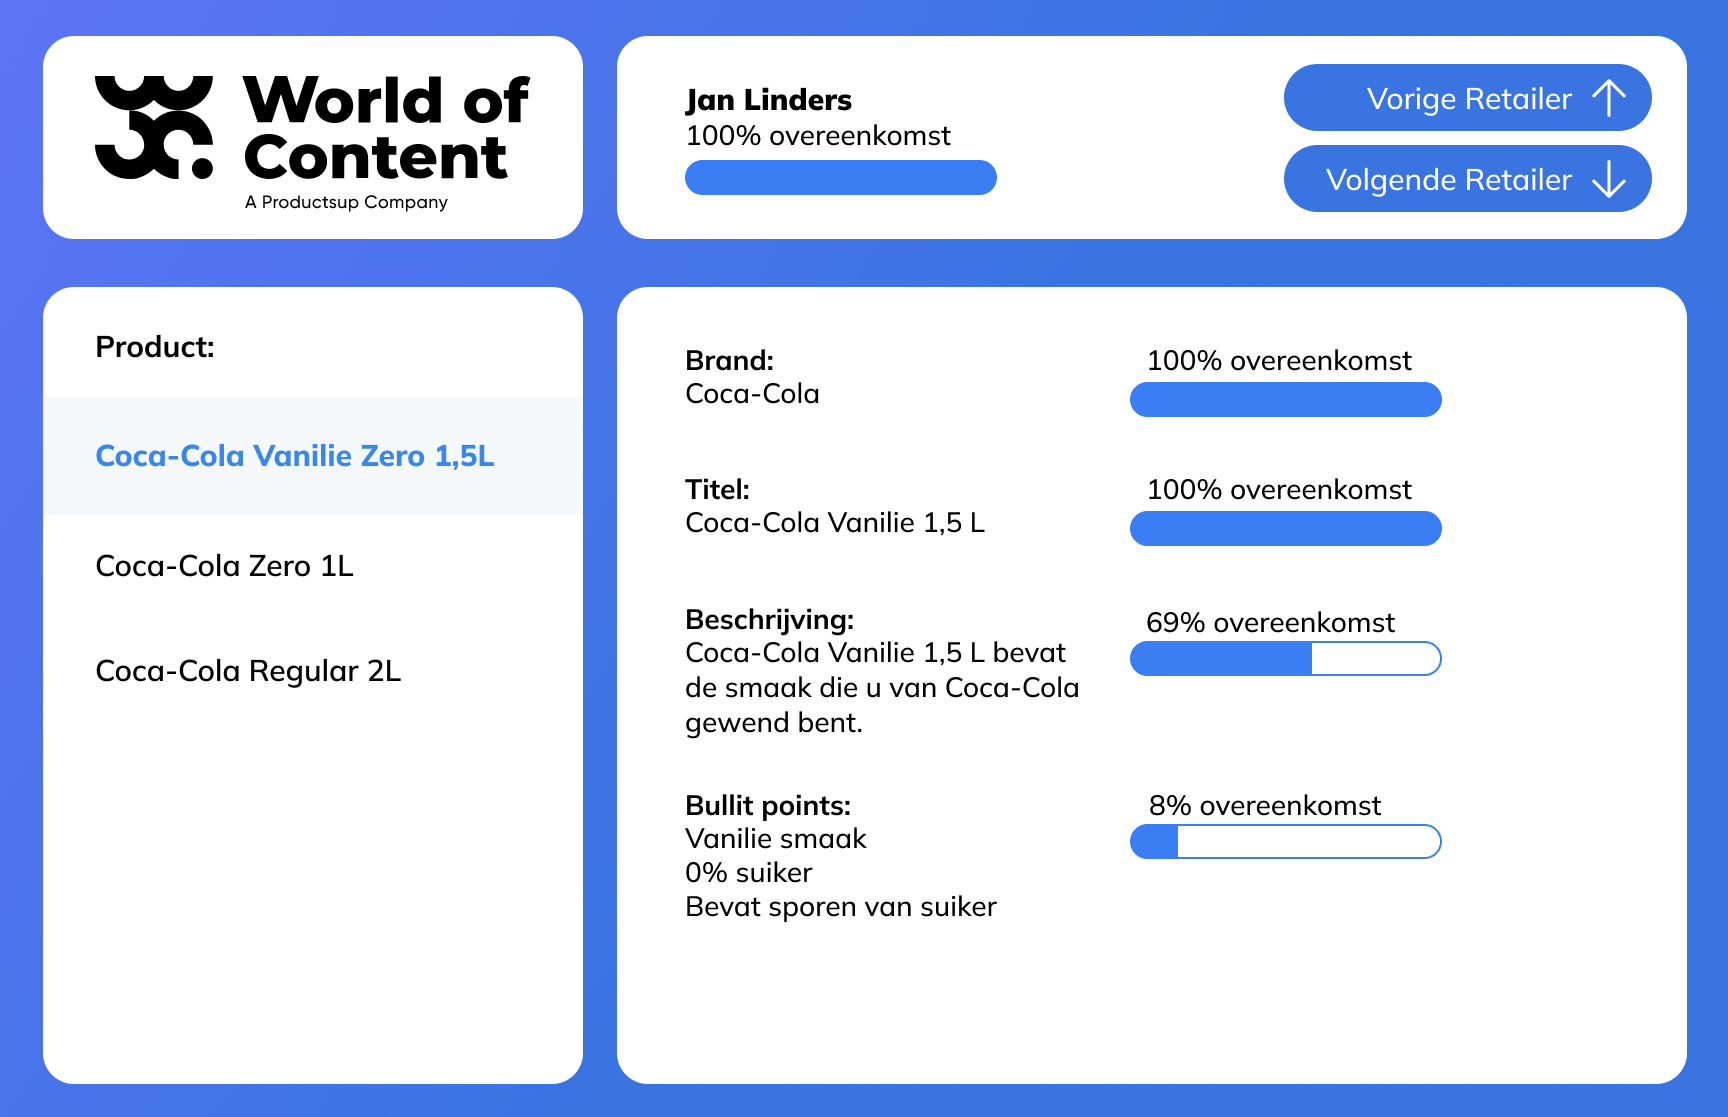 World of
Content
A Productsup Company
Jan Linders
100% overeenkomst
Vorige Retailer
Volgende Retailer
Product:
Coca-Cola Vanilie Zero 1,5L
Coca-Cola Zero 1L
Coca-Cola Regular 2L
Brand:
Coca-Cola
100% overeenkomst
Titel:
Coca-Cola Vanilie 1,5 L
100% overeenkomst
Beschrijving:
Coca-Cola Vanilie 1,5 L bevat
de smaak die u van Coca-Cola
gewend bent.
69% overeenkomst
Bullit points:
Vanilie smaak
0% suiker
Bevat sporen van suiker
8% overeenkomst